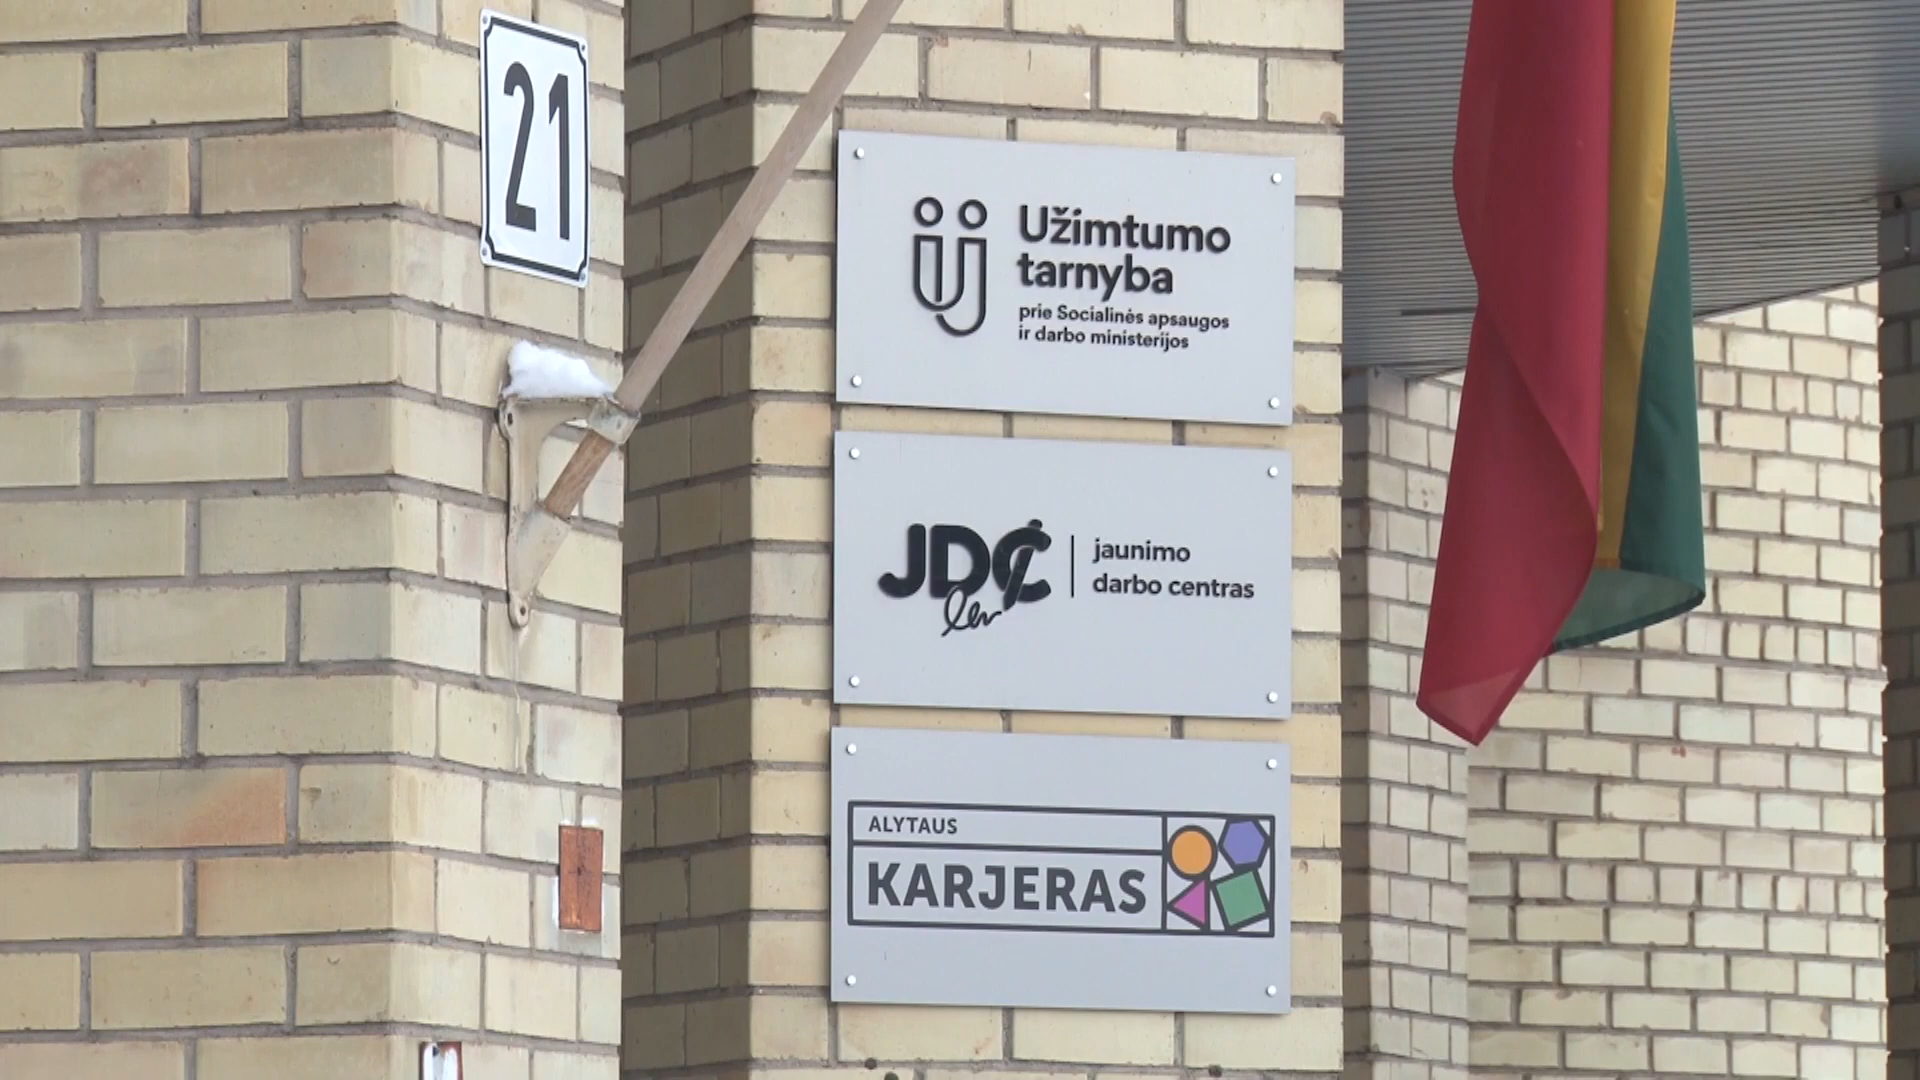 21
Užimtumo
tarnyba
prie Socialinės apsaugos
ir darbo ministerijos
JDC
jaunimo
darbo centras
ALYTAUS
KARJERAS